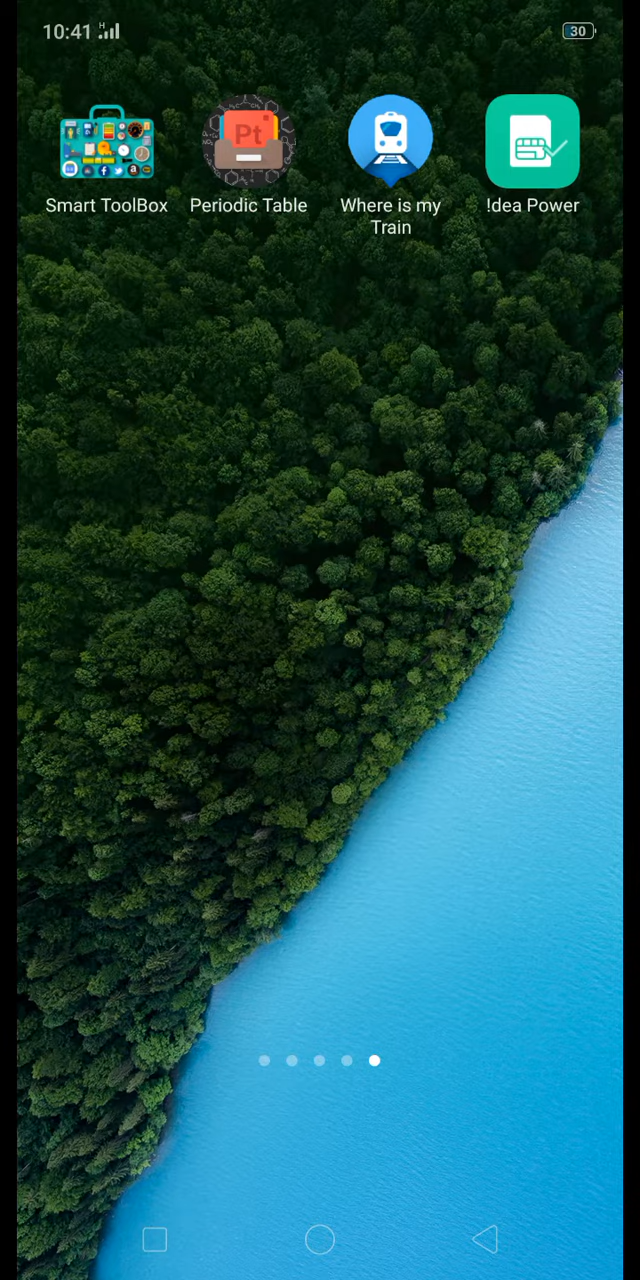 10:41 H
30
Pt
Smart ToolBox
Periodic Table
Where is my
Train
!dea Power